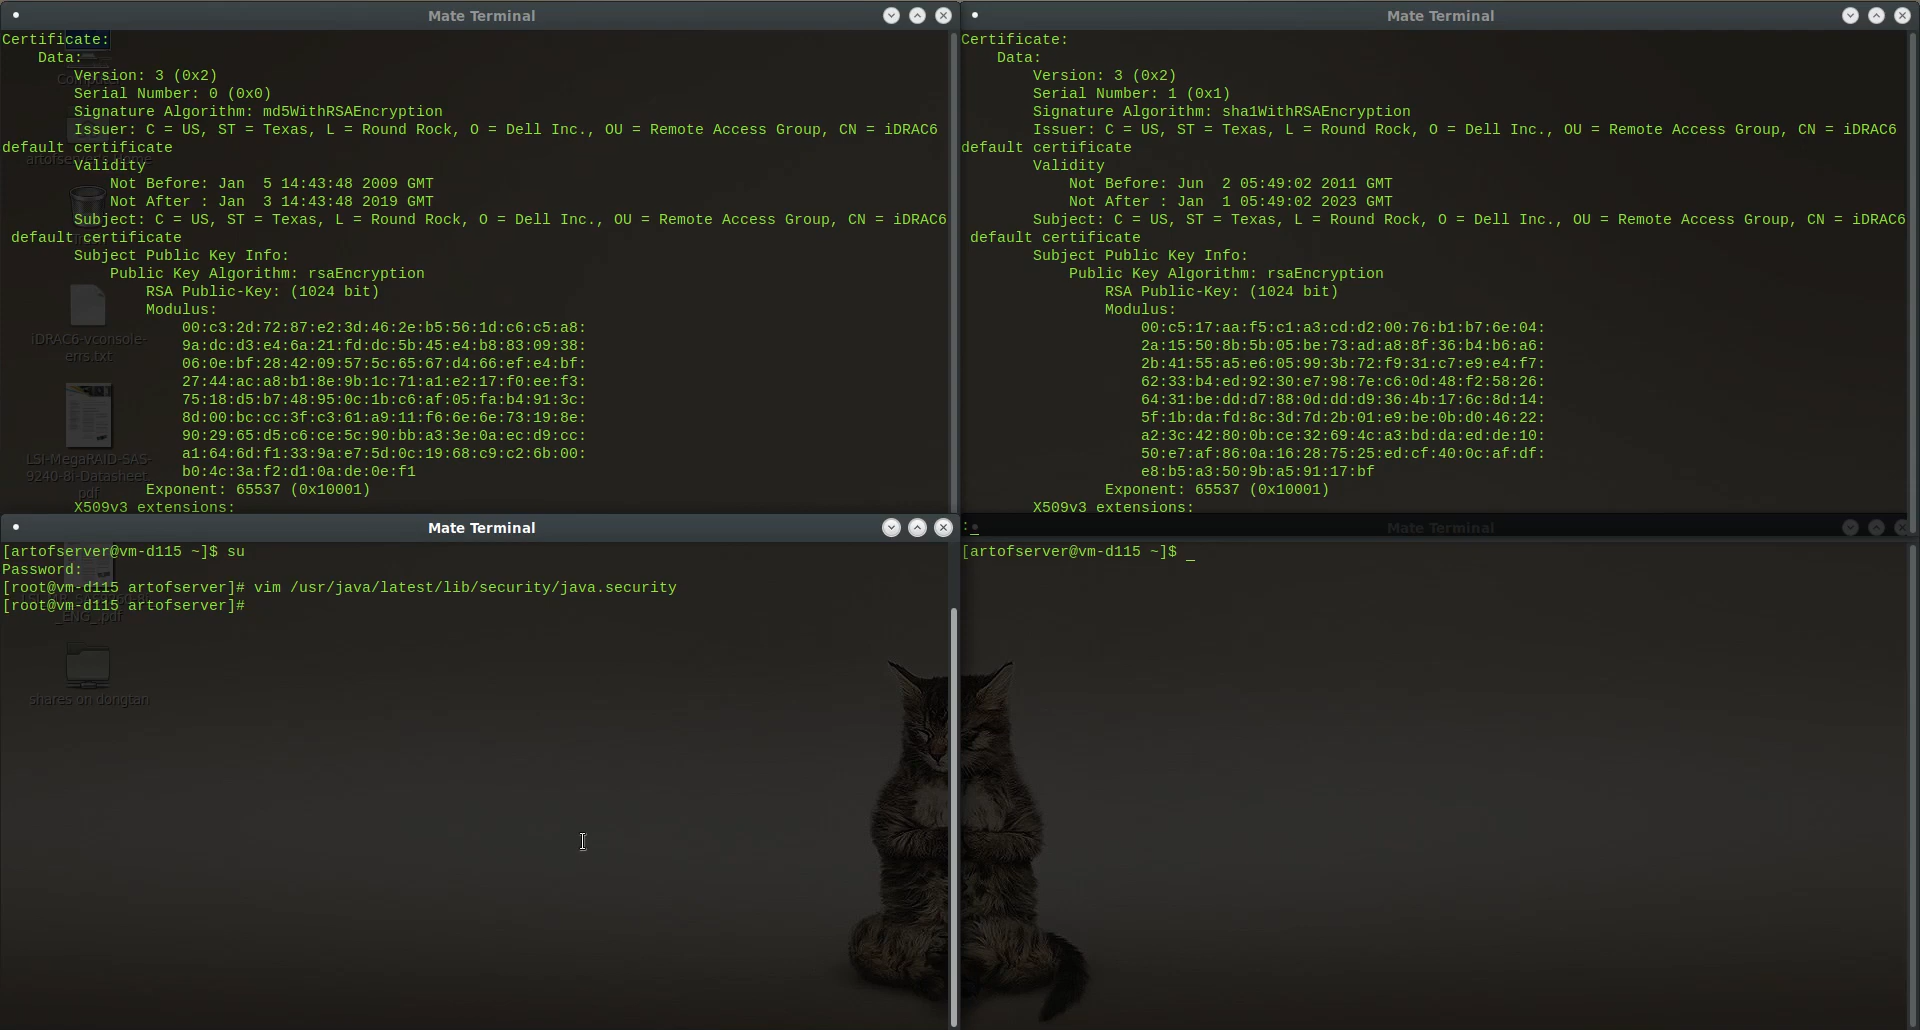 Mate Terminal
Certificate:
    Data:
        Version: 3 (0x2)
        Serial Number: 0 (0x0)
        Signature Algorithm: md5WithRSAEncryption
        Issuer: C = US, ST = Texas, L = Round Rock, O = Dell Inc., OU = Remote Access Group, CN = iDRAC6
default certificate
        Validity
            Not Before: Jan  5 14:43:48 2009 GMT
            Not After : Jan  3 14:43:48 2019 GMT
        Subject: C = US, ST = Texas, L = Round Rock, O = Dell Inc., OU = Remote Access Group, CN = iDRAC6
 default certificate
        Subject Public Key Info:
            Public Key Algorithm: rsaEncryption
                RSA Public-Key: (1024 bit)
                Modulus:
                    00:c3:2d:72:87:e2:3d:46:2e:b5:56:1d:c6:c5:a8:
                    9a:dc:d3:e4:6a:21:fd:dc:5b:45:e4:b8:83:09:38:
                    06:0e:bf:28:42:09:57:5c:65:67:d4:66:ef:e4:bf:
                    27:44:ac:a8:b1:8e:9b:1c:71:a1:e2:17:f0:ee:f3:
                    75:18:d5:b7:48:95:0c:1b:c6:af:05:fa:b4:91:3c:
                    8d:00:bc:cc:3f:c3:61:a9:11:f6:6e:6e:73:19:8e:
                    90:29:65:d5:c6:ce:5c:90:bb:a3:3e:0a:ec:d9:cc:
                    a1:64:6d:f1:33:9a:e7:5d:0c:19:68:c9:c2:6b:00:
                    b0:4c:3a:f2:d1:0a:de:0e:f1
                Exponent: 65537 (0x10001)
        X509v3 extensions:
Mate Terminal
Certificate:
    Data:
        Version: 3 (0x2)
        Serial Number: 1 (0x1)
        Signature Algorithm: sha1WithRSAEncryption
        Issuer: C = US, ST = Texas, L = Round Rock, O = Dell Inc., OU = Remote Access Group, CN = iDRAC6
default certificate
        Validity
            Not Before: Jun  2 05:49:02 2011 GMT
            Not After : Jan  1 05:49:02 2023 GMT
        Subject: C = US, ST = Texas, L = Round Rock, O = Dell Inc., OU = Remote Access Group, CN = iDRAC6
 default certificate
        Subject Public Key Info:
            Public Key Algorithm: rsaEncryption
                RSA Public-Key: (1024 bit)
                Modulus:
                    00:c5:17:aa:f5:c1:a3:cd:d2:00:76:b1:b7:6e:04:
                    2a:15:50:8b:5b:05:be:73:ad:a8:8f:36:b4:b6:a6:
                    2b:41:55:a5:e6:05:99:3b:72:f9:31:c7:e9:e4:f7:
                    62:33:b4:ed:92:30:e7:98:7e:c6:0d:48:f2:58:26:
                    64:31:be:dd:d7:88:0d:dd:d9:36:4b:17:6c:8d:14:
                    5f:1b:da:fd:8c:3d:7d:2b:01:e9:be:0b:d0:46:22:
                    a2:3c:42:80:0b:ce:32:69:4c:a3:bd:da:ed:de:10:
                    50:e7:af:86:0a:16:28:75:25:ed:cf:40:0c:af:df:
                    e8:b5:a3:50:9b:a5:91:17:bf
                Exponent: 65537 (0x10001)
        X509v3 extensions:
:
Mate Terminal
[artofserver@vm-d115 ~]$ su
Password:
[root@vm-d115 artofserver]# vim /usr/java/latest/lib/security/java.security
[root@vm-d115 artofserver]#
Mate Terminal
[artofserver@vm-d115 ~]$ _
iDRAC6-vconsole-
errs.txt
LSI-MegaRAID-SAS-
9240-8i-Datasheet.
pdf
_ENG_.pdf
shares on dongtan